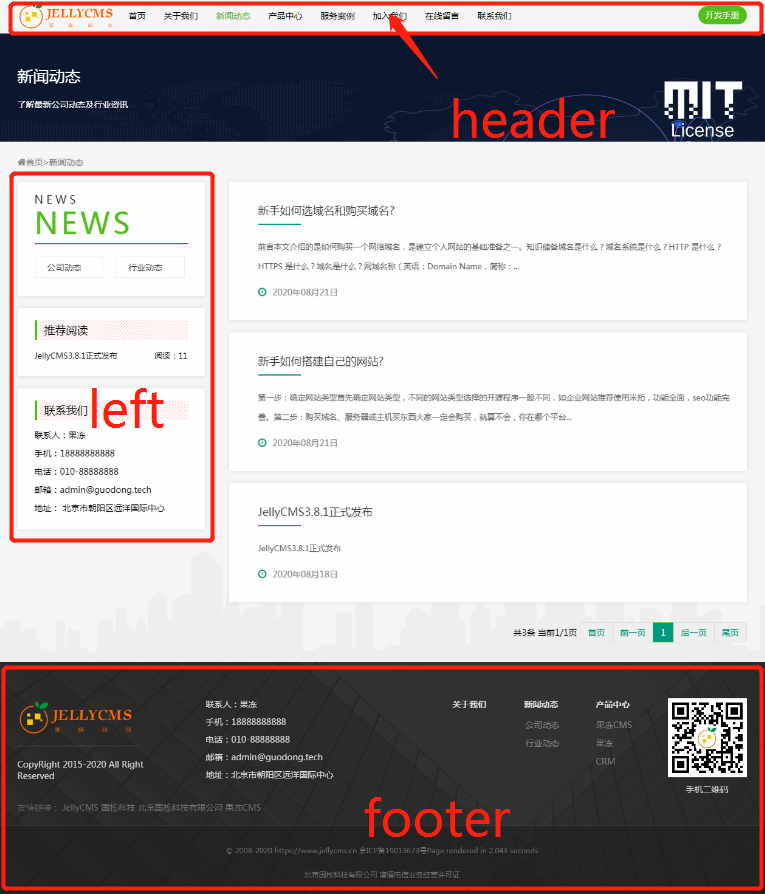 JELLYCMS
果 栋 科 技
首页 关于我们 新闻动态 产品中心 服务案例 加入我们 在线留言 联系我们
开发手册
新闻动态
了解最新公司动态及行业资讯
MIT
License
header
首页>新闻动态
NEWS
NEWS
公司动态 行业动态
推荐阅读
JellyCMS3.8.1正式发布 阅读：11
联系我们
left
联系人：果冻
手机：18888888888
电话：010-88888888
邮箱：admin@guodong.tech
地址： 北京市朝阳区远洋国际中心
新手如何选域名和购买域名?
前言本文介绍的是如何购买一个网络域名，是建立个人网站的基础准备之一。知识储备域名是什么？域名系统是什么？HTTP 是什么？
HTTPS 是什么？域名是什么？网域名称（英语：Domain Name，简称：...
2020年08月21日
新手如何搭建自己的网站?
第一步：确定网站类型首先确定网站类型，不同的网站类型选择的开源程序一般不同，如企业网站推荐使用米拓，功能全面，seo功能完
善。第二步：购买域名、服务器或主机买东西大家一定会购买，就算不会，你在哪个平台...
2020年08月21日
JellyCMS3.8.1正式发布
JellyCMS3.8.1正式发布
2020年08月18日
共3条 当前1/1页 首页 前一页 1 后一页 尾页
JELLYCMS
CopyRight 2015-2020 All Right
Reserved
联系人：果冻
手机：18888888888
电话：010-88888888
邮箱：admin@guodong.tech
地址：北京市朝阳区远洋国际中心
关于我们 新闻动态 产品中心
公司动态 果冻CMS
行业动态 果冻
CRM
手机二维码
友情链接： JellyCMS 国栋科技 北京国栋科技有限公司 果冻CMS
footer
© 2008-2020 https://www.jellycms.cn 京ICP备19013673号Page rendered in 2.043 seconds
北京国栋科技有限公司 增值电信业务经营许可证